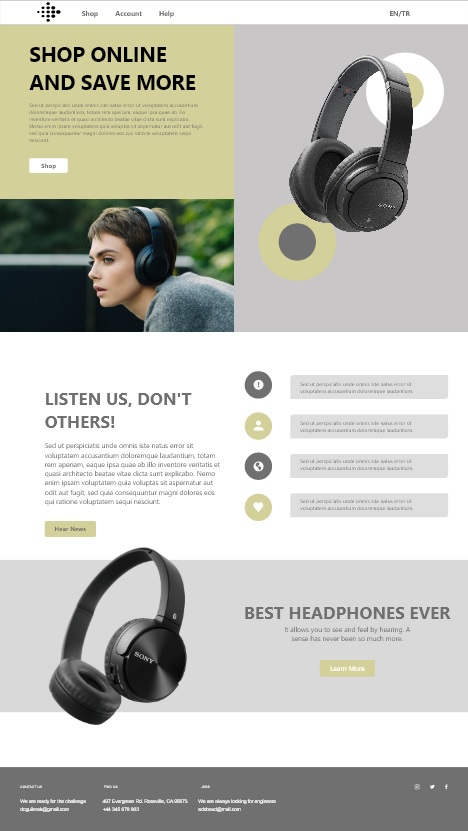 Shop Account Help EN/TR
SHOP ONLINE
AND SAVE MORE
Sed ut perspiciatis unde omnis iste natus error sit voluptatem accusantium
doloremque laudantium, totam rem aperiam, eaque ipsa quae ab illo
inventore veritatis et quasi architecto beatae vitae dicta sunt explicabo.
Nemo enim ipsam voluptatem quia voluptas sit aspernatur aut odit aut fugit,
sed quia consequuntur magni dolores eos qui ratione voluptatem sequi
nesciunt.
Shop
SONY
LISTEN US, DON'T
OTHERS!
Sed ut perspiciatis unde omnis iste natus error sit
voluptatem accusantium doloremque laudantium, totam
rem aperiam, eaque ipsa quae ab illo inventore veritatis et
quasi architecto beatae vitae dicta sunt explicabo. Nemo
enim ipsam voluptatem quia voluptas sit aspernatur aut
odit aut fugit, sed quia consequuntur magni dolores eos
qui ratione voluptatem sequi nesciunt.
Hear News
Sed ut perspiciatis unde omnis iste natus error sit
voluptatem accusantium doloremque laudantium.
Sed ut perspiciatis unde omnis iste natus error sit
voluptatem accusantium doloremque laudantium.
Sed ut perspiciatis unde omnis iste natus error sit
voluptatem accusantium doloremque laudantium.
Sed ut perspiciatis unde omnis iste natus error sit
voluptatem accusantium doloremque laudantium.
SONY
BEST HEADPHONES EVER
It allows you to see and feel by hearing. A
sense has never been so much more.
Learn More
CONTACT US
We are ready for the challenge
FIND US
497 Evergreen Rd. Roseville, CA 95673
+44 345 678 903
JOBS
We are always looking for engineers